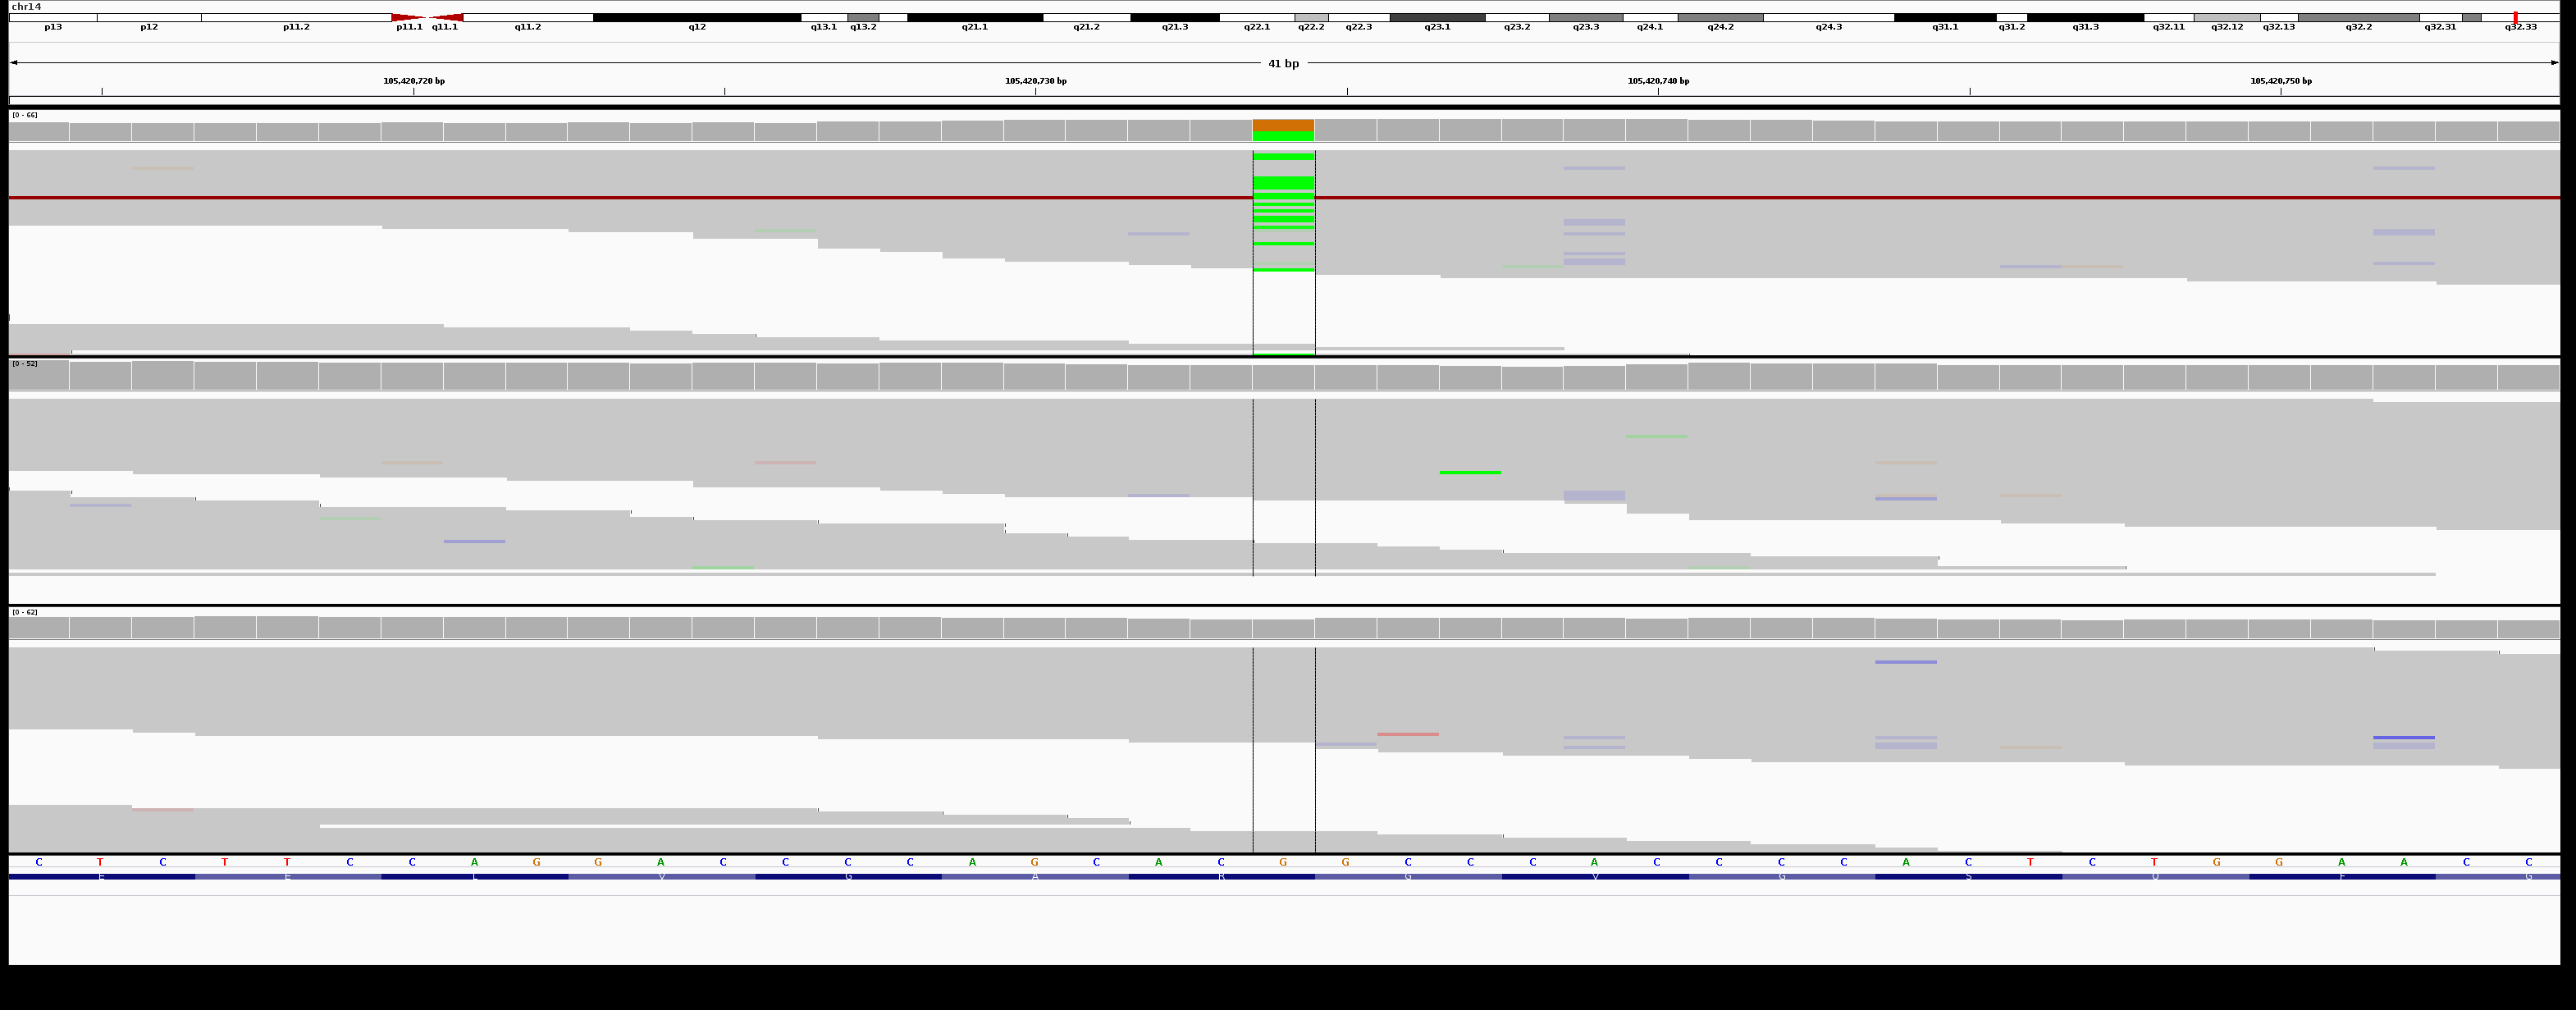 chr14
p13 p12 p11.2 p11.1 q11.1 q11.2 q12 q13.1 q13.2 q21.1 q21.2 q21.3 q22.1 q22.2 q22.3 q23.1 q23.2 q23.3 q24.1 q24.2 q24.3 q31.1 q31.2 q31.3 q32.11 q32.12 q32.13 q32.2 q32.31 q32.33
41 bp
105,420,720 bp 105,420,730 bp 105,420,740 bp 105,420,750 bp
[0 - 66]
[0 - 52]
[0 - 62]
C T C T T C C A G G A C C C C A G C A C G G C C C A C C C C A C T C T G G A A C C
E E L V G A R G V G S Q F G